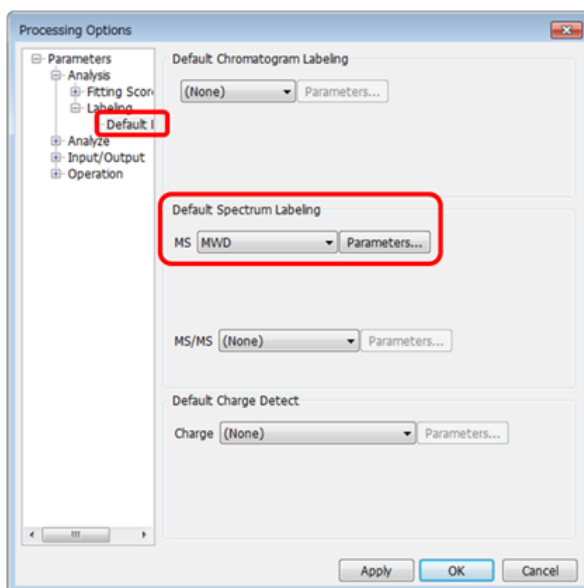 Processing Options
Parameters
Analysis
Fitting Scor
Labeling
Default l
Analyze
Input/Output
Operation
Default Chromatogram Labeling
(None) Parameters...
Default Spectrum Labeling
MS MWD Parameters...
MS/MS (None) Parameters...
Default Charge Detect
Charge (None) Parameters...
Apply OK Cancel